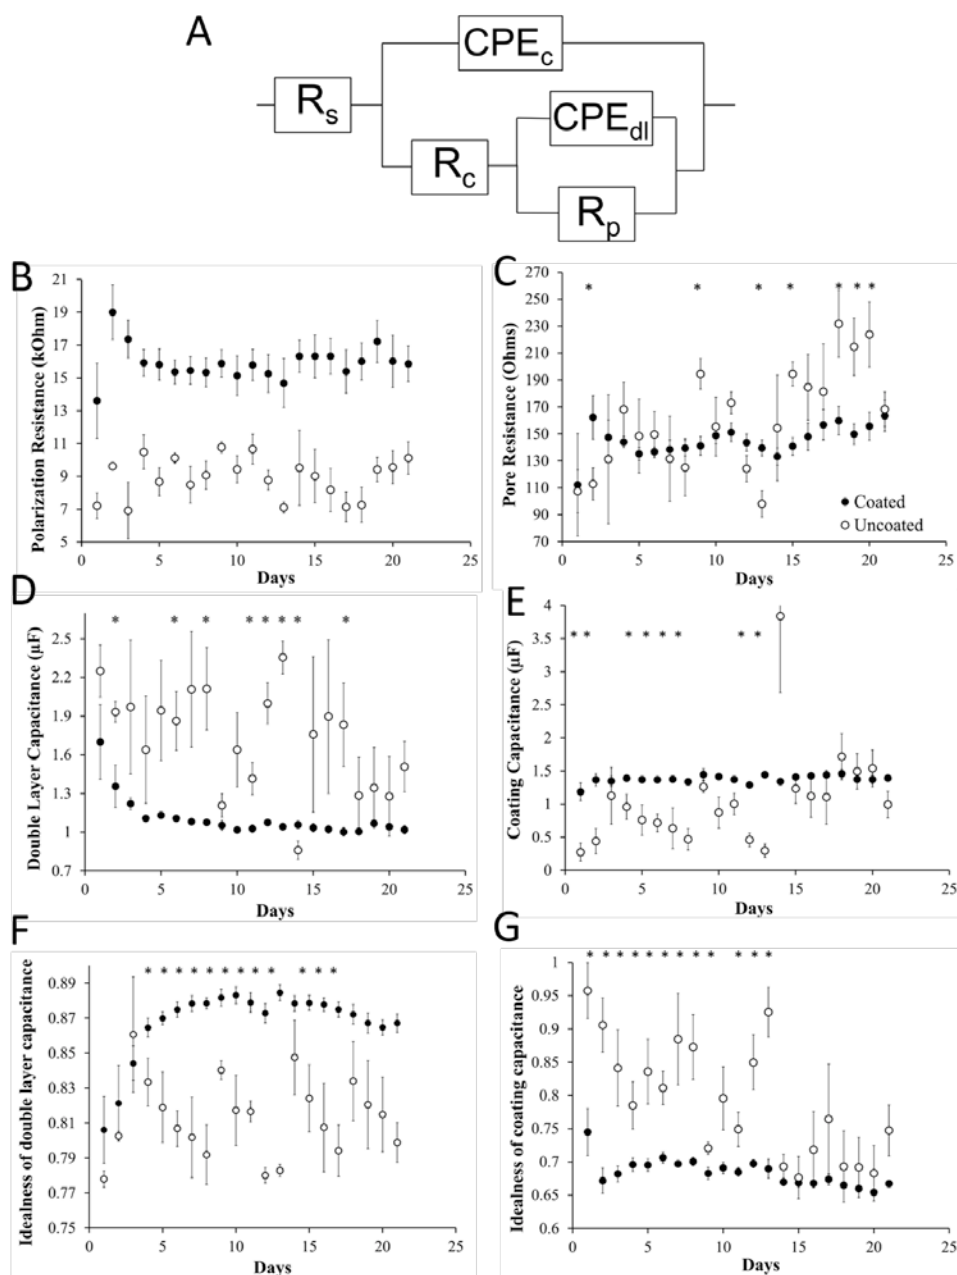 A
CPEc
Rs
CPEdl
Rc
Rp
B
Polarization Resistance (kOhm)
21
19
17
15
13
11
9
7
5
0 5 10 15 20 25
Days
C
Pore Resistance (Ohms)
270
250
230
210
190
170
150
130
110
90
70
* * * * * * *
Coated
Uncoated
0 5 10 15 20 25
Days
D
Double Layer Capacitance (µF)
2.5
2.2
1.9
1.6
1.3
1
0.7
* * * * * * * *
0 5 10 15 20 25
Days
E
Coating Capacitance (µF)
4
3.5
3
2.5
2
1.5
1
0.5
0
* * * * * * * *
0 5 10 15 20 25
Days
F
Idealness of double layer capacitance
0.89
0.87
0.85
0.83
0.81
0.79
0.77
0.75
* * * * * * * * * * * *
0 5 10 15 20 25
Days
G
Idealness of coating capacitance
1
0.95
0.9
0.85
0.8
0.75
0.7
0.65
0.6
* * * * * * * * * * * *
0 5 10 15 20 25
Days